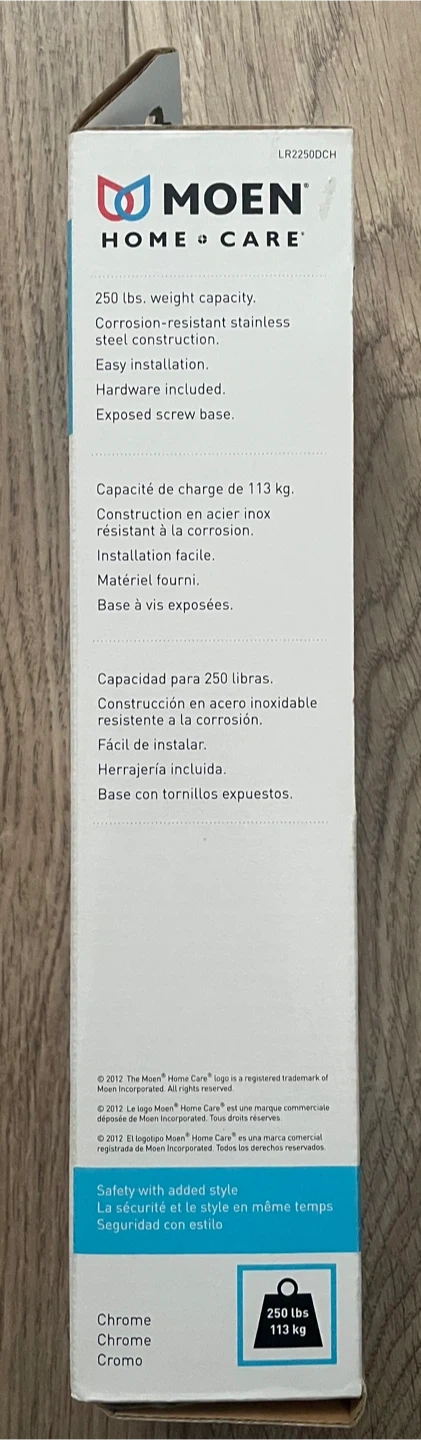 LR2250DCH
MOEN®
HOME + CARE®
250 lbs. weight capacity.
Corrosion-resistant stainless
steel construction.
Easy installation.
Hardware included.
Exposed screw base.
Capacité de charge de 113 kg.
Construction en acier inox
résistant à la corrosion.
Installation facile.
Matériel fourni.
Base à vis exposées.
Capacidad para 250 libras.
Construcción en acero inoxidable
resistente a la corrosión.
Fácil de instalar.
Herrajería incluida.
Base con tornillos expuestos.
© 2012 The Moen® Home Care® logo is a registered trademark of
Moen Incorporated. All rights reserved.
© 2012 Le logo Moen® Home Care® est une marque commerciale
déposée de Moen Incorporated. Tous droits réserves.
© 2012 El logotipo Moen® Home Care® es una marca comercial
registrada de Moen Incorporated. Todos los derechos reservados.
Safety with added style
La sécurité et le style en même temps
Seguridad con estilo
Chrome
Chrome
Cromo
250 lbs
113 kg